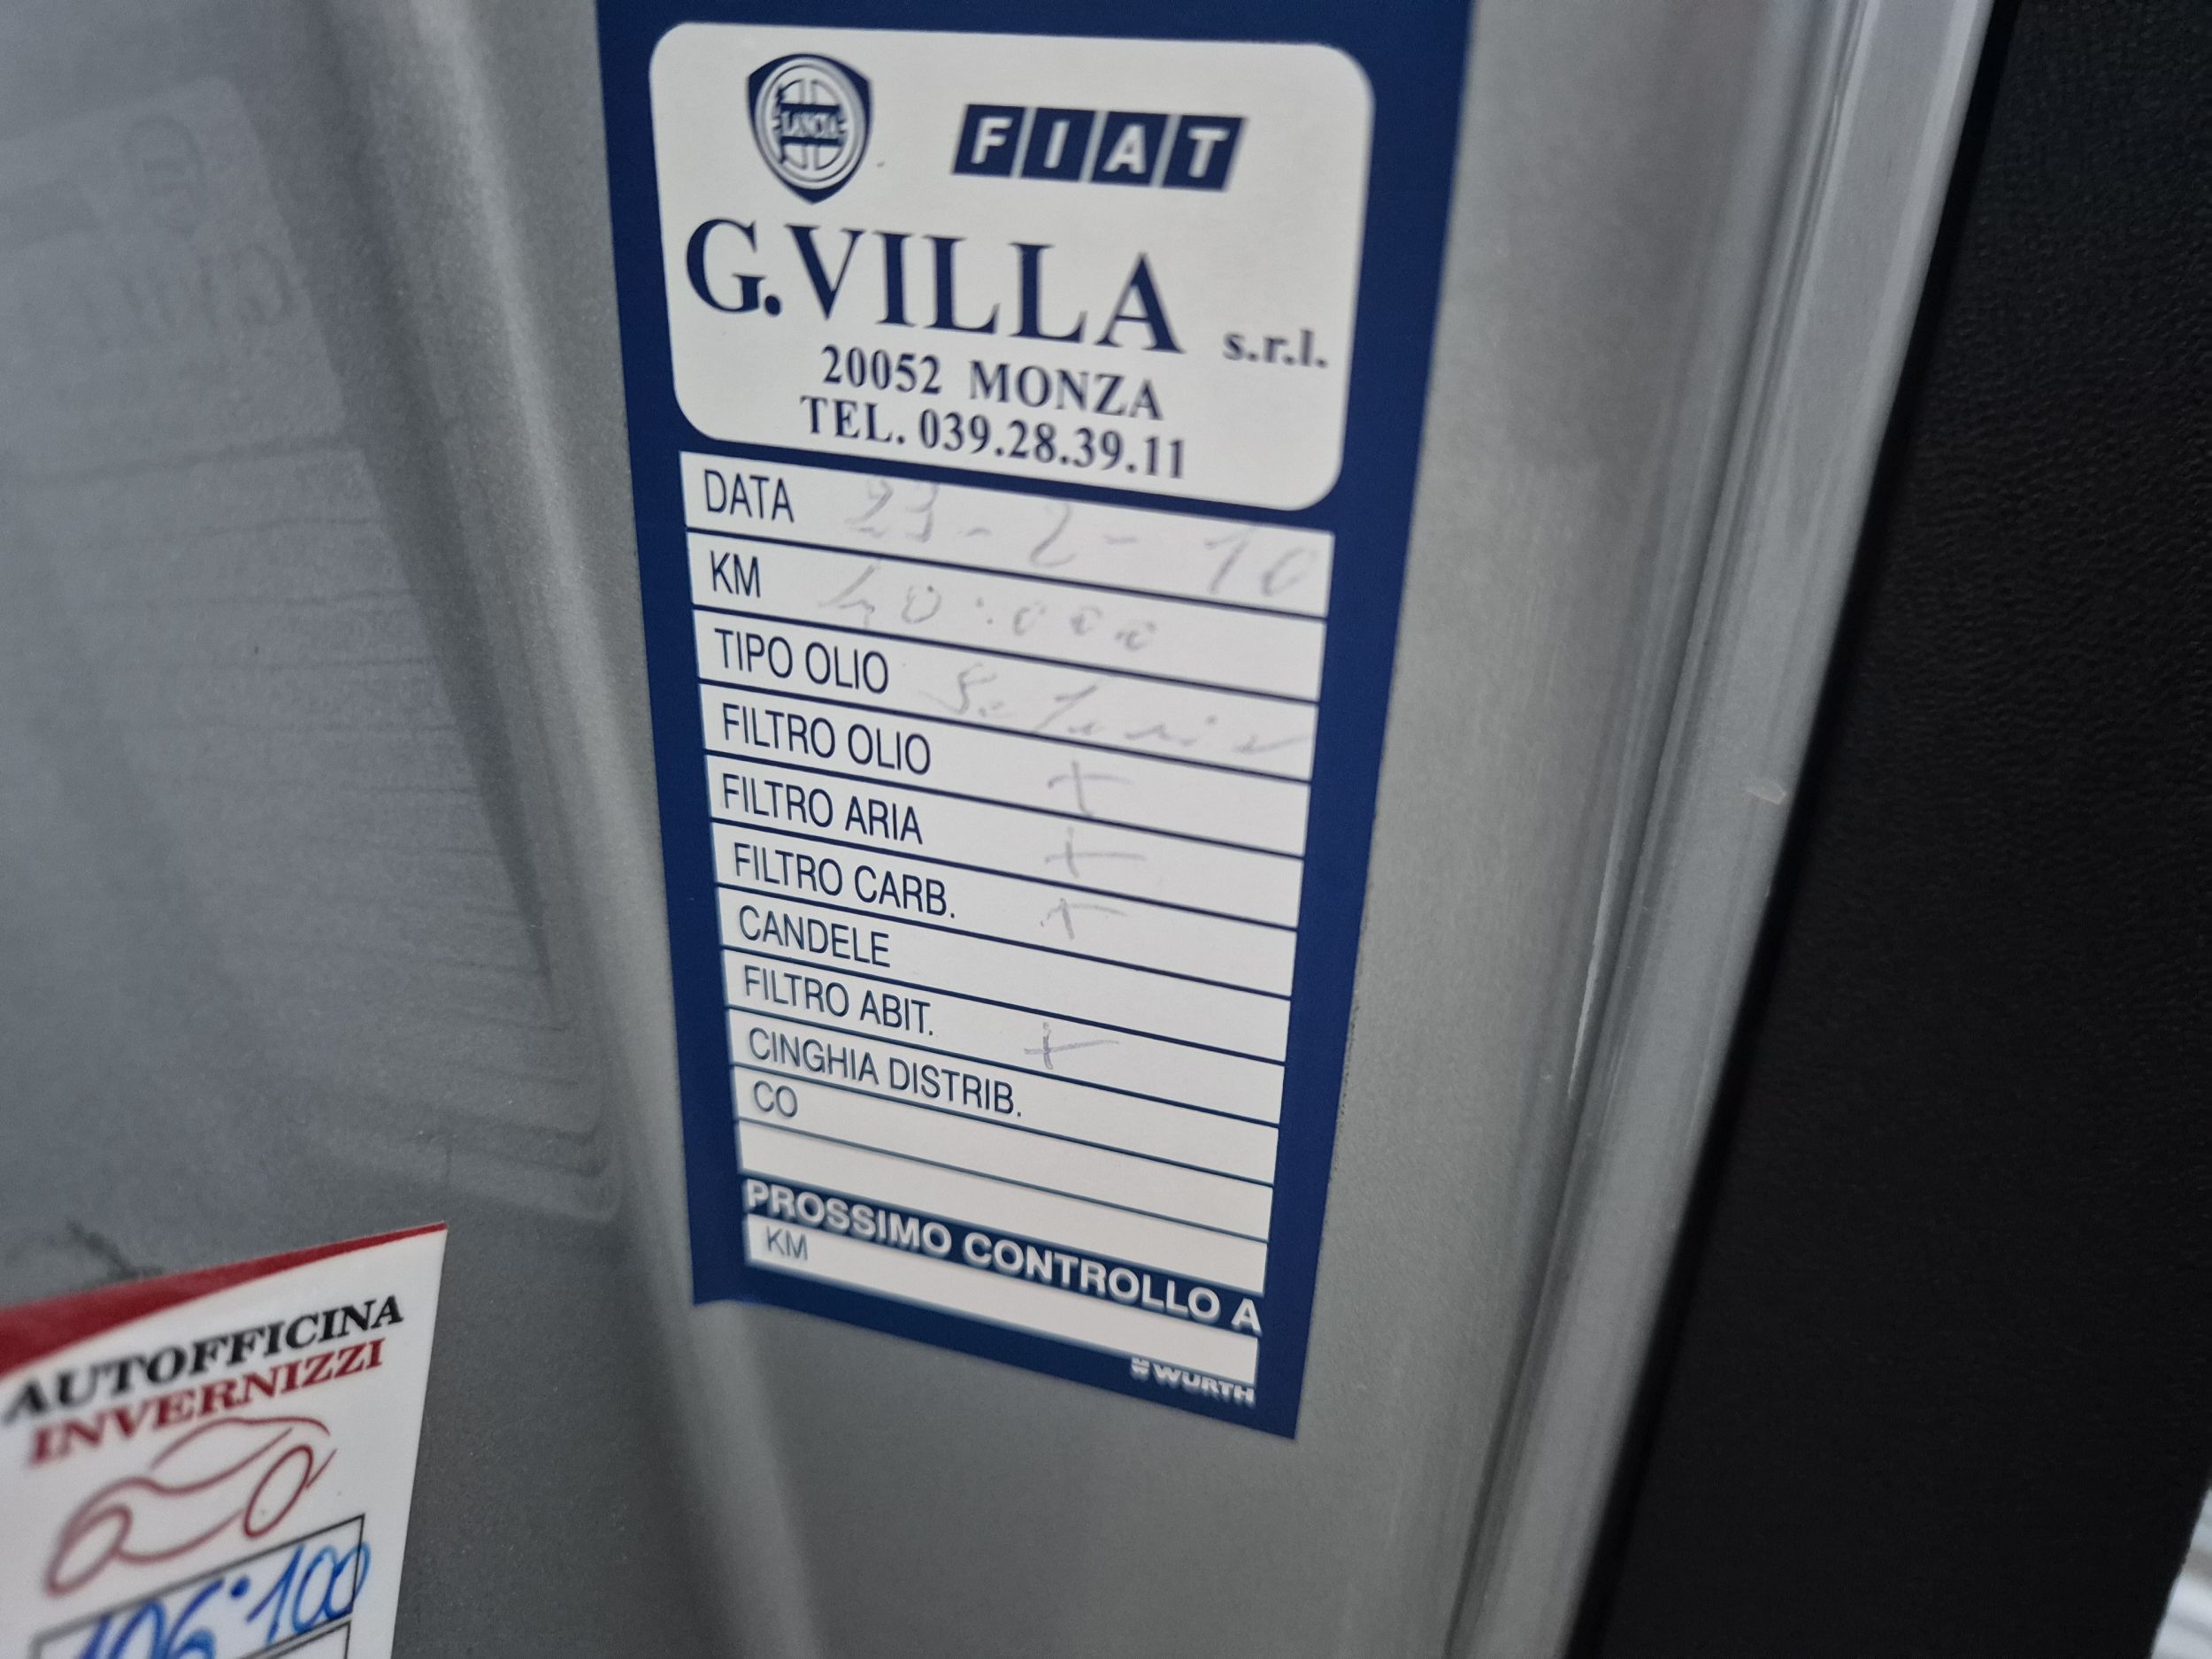 LANCIA
FIAT
G.VILLA s.r.l.
20052 MONZA
TEL. 039.28.39.11
DATA 23-2-10
KM 40.000
TIPO OLIO Selenia
FILTRO OLIO +
FILTRO ARIA +
FILTRO CARB. +
CANDELE
FILTRO ABIT. +
CINGHIA DISTRIB.
CO
PROSSIMO CONTROLLO A
KM
WÜRTH
AUTOFFICINA
INVERNIZZI
106.100